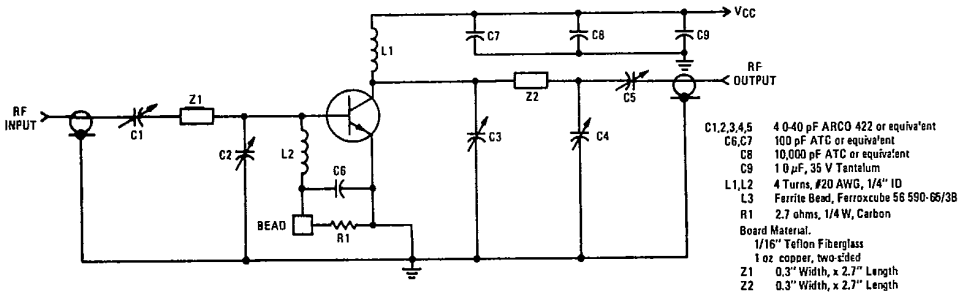 VCC
C7
C8
C9
L1
RF
OUTPUT
RF
INPUT
C1
Z1
C2
L2
C6
BEAD
R1
C3
Z2
C4
C5
C1,2,3,4,5 4 0-40 pF ARCO 422 or equivalent
C6,C7 100 pF ATC or equivalent
C8 10,000 pF ATC or equivalent
C9 1 0 µF, 35 V Tantalum
L1,L2 4 Turns, #20 AWG, 1/4" ID
L3 Ferrite Bead, Ferroxcube 56 590-65/3B
R1 2.7 ohms, 1/4 W, Carbon
Board Material.
1/16" Teflon Fiberglass
1 oz copper, two-sided
Z1 0.3" Width, x 2.7" Length
Z2 0.3" Width, x 2.7" Length